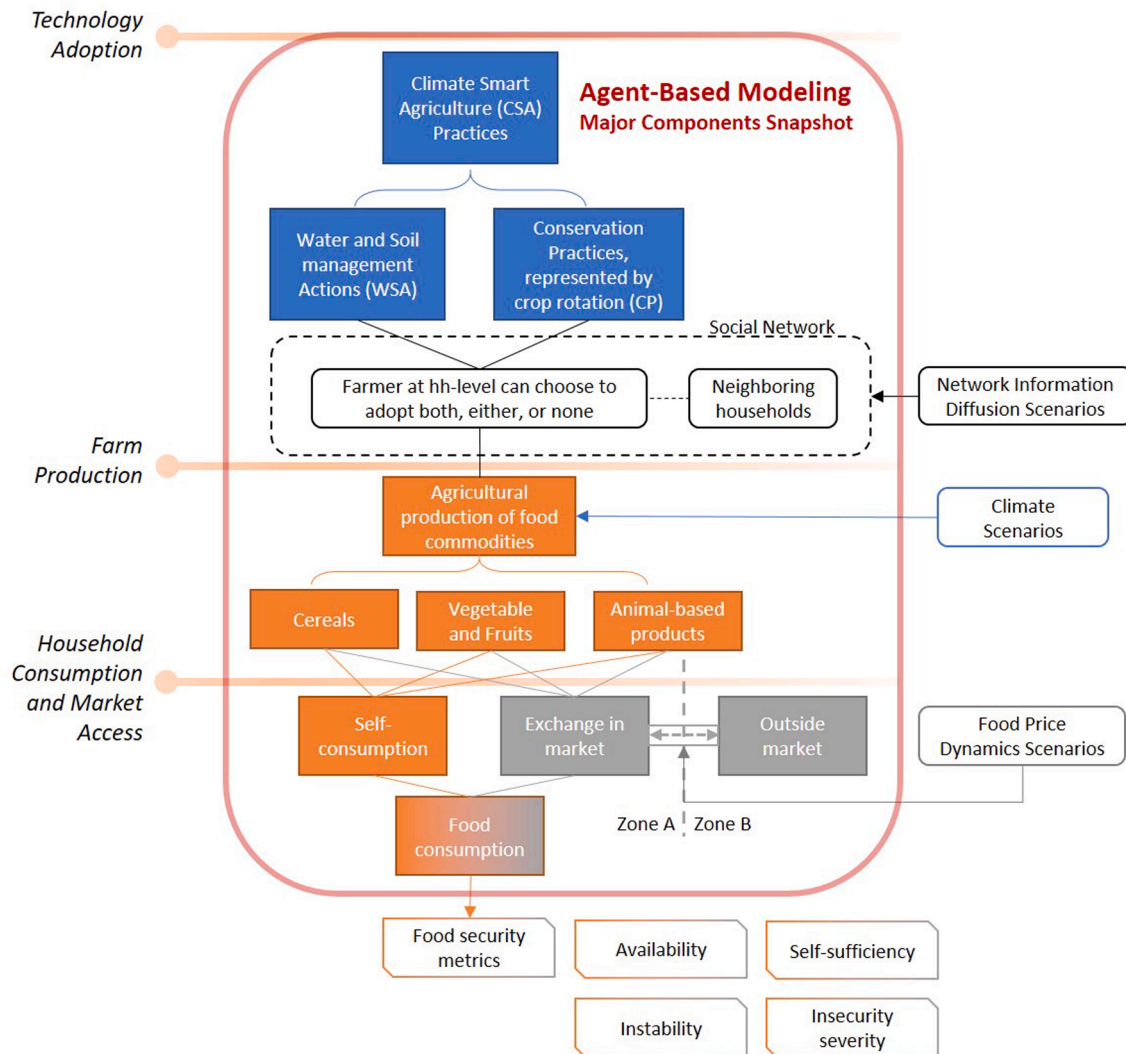 Technology
Adoption
Climate Smart
Agriculture (CSA)
Practices
Agent-Based Modeling
Major Components Snapshot
Water and Soil
management
Actions (WSA)
Conservation
Practices,
represented by
crop rotation (CP)
Social Network
Farmer at hh-level can choose to
adopt both, either, or none
Neighboring
households
Network Information
Diffusion Scenarios
Farm
Production
Agricultural
production of food
commodities
Climate
Scenarios
Cereals
Vegetable
and Fruits
Animal-based
products
Household
Consumption
and Market
Access
Self-
consumption
Exchange in
market
Outside
market
Food Price
Dynamics Scenarios
Zone A
Zone B
Food
consumption
Food security
metrics
Availability
Self-sufficiency
Instability
Insecurity
severity